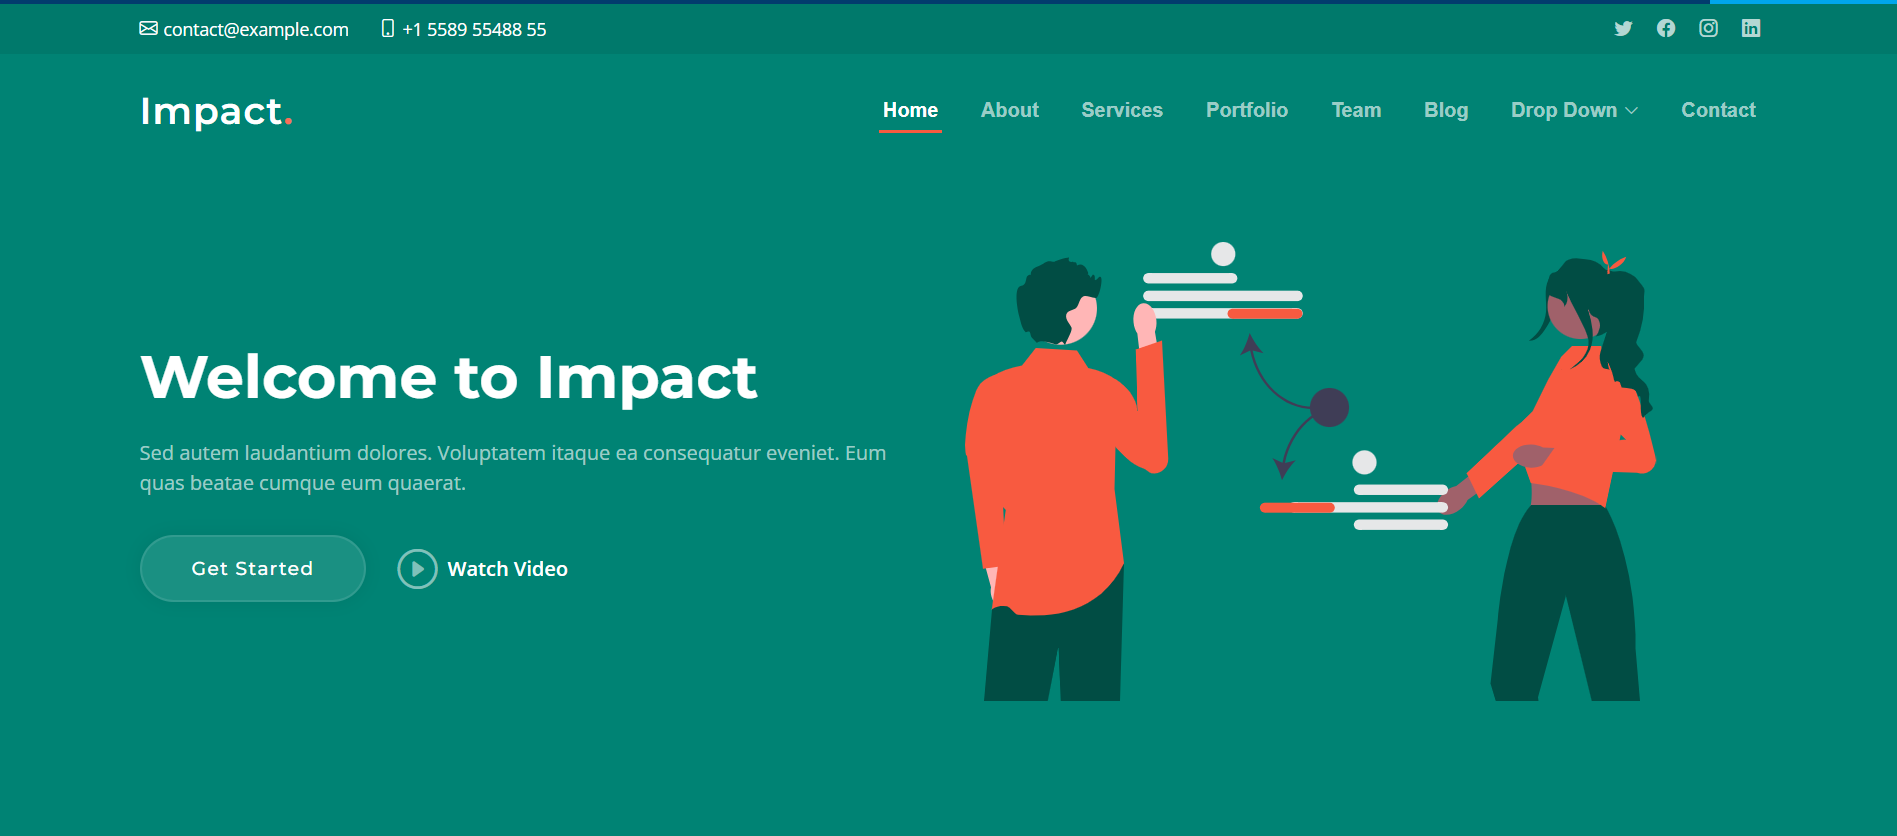 contact@example.com +1 5589 55488 55
Impact.
Home About Services Portfolio Team Blog Drop Down Contact
Welcome to Impact
Sed autem laudantium dolores. Voluptatem itaque ea consequatur eveniet. Eum
quas beatae cumque eum quaerat.
Get Started Watch Video